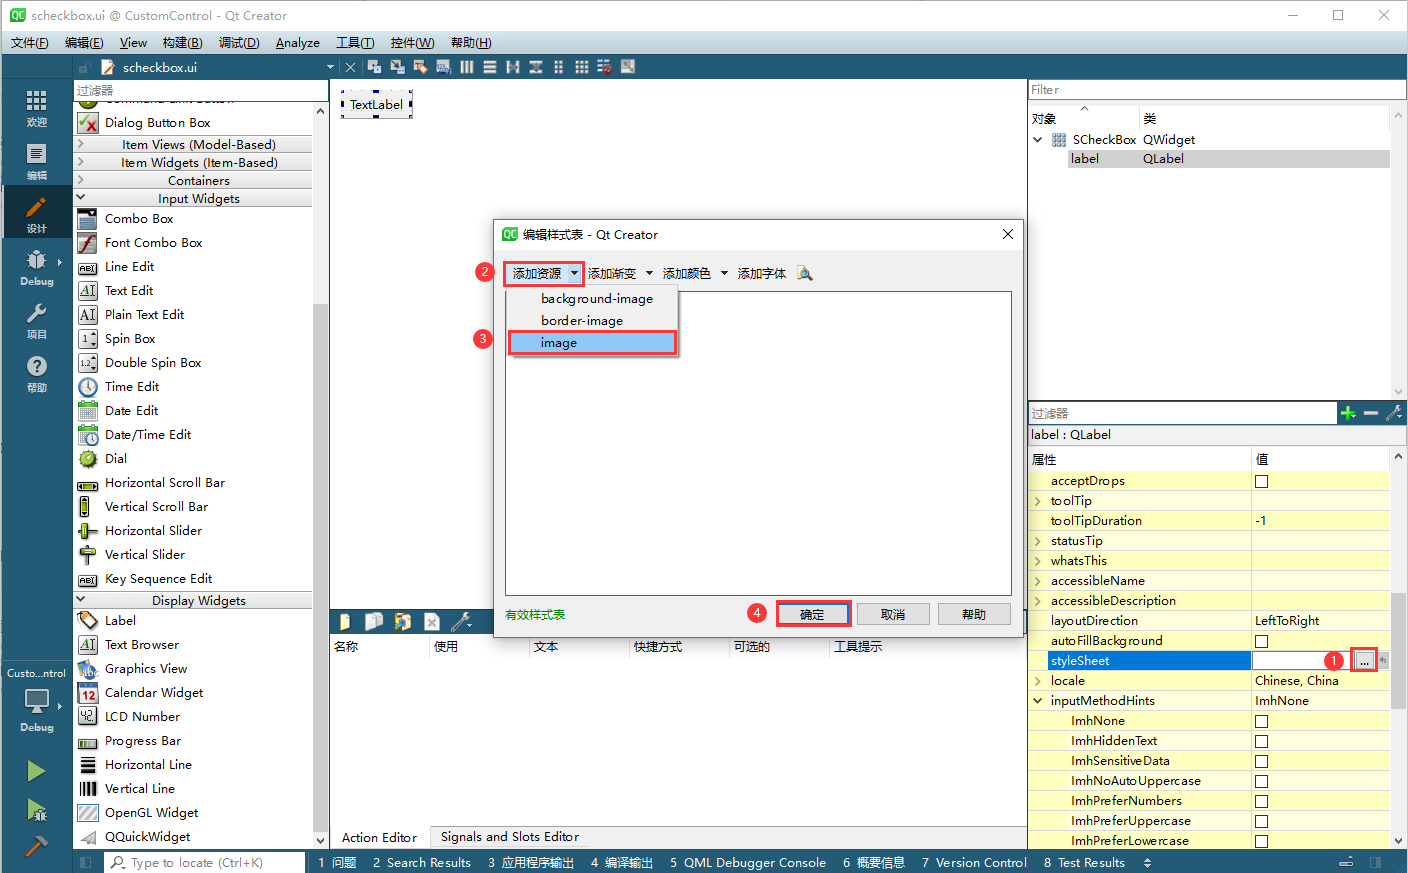 scheckbox.ui @ CustomControl - Qt Creator
文件(F) 编辑(E) View 构建(B) 调试(D) Analyze 工具(T) 控件(W) 帮助(H)
scheckbox.ui
欢迎
编辑
设计
Debug
项目
帮助
Custo...ntrol
Debug
过滤器
Command Link Button
Dialog Button Box
Item Views (Model-Based)
Item Widgets (Item-Based)
Containers
Input Widgets
Combo Box
Font Combo Box
Line Edit
Text Edit
Plain Text Edit
Spin Box
Double Spin Box
Time Edit
Date Edit
Date/Time Edit
Dial
Horizontal Scroll Bar
Vertical Scroll Bar
Horizontal Slider
Vertical Slider
Key Sequence Edit
Display Widgets
Label
Text Browser
Graphics View
Calendar Widget
LCD Number
Progress Bar
Horizontal Line
Vertical Line
OpenGL Widget
QQuickWidget
TextLabel
编辑样式表 - Qt Creator
2 添加资源 添加渐变 添加颜色 添加字体
background-image
border-image
3 image
有效样式表 4 确定 取消 帮助
名称 使用 文本 快捷方式 可选的 工具提示
Action Editor Signals and Slots Editor
Filter
对象 类
SCheckBox QWidget
label QLabel
过滤器
label : QLabel
属性 值
acceptDrops
toolTip
toolTipDuration -1
statusTip
whatsThis
accessibleName
accessibleDescription
layoutDirection LeftToRight
autoFillBackground
styleSheet 1 ...
locale Chinese, China
inputMethodHints ImhNone
ImhNone
ImhHiddenText
ImhSensitiveData
ImhNoAutoUppercase
ImhPreferNumbers
ImhPreferUppercase
ImhPreferLowercase
Type to locate (Ctrl+K) 1 问题 2 Search Results 3 应用程序输出 4 编译输出 5 QML Debugger Console 6 概要信息 7 Version Control 8 Test Results